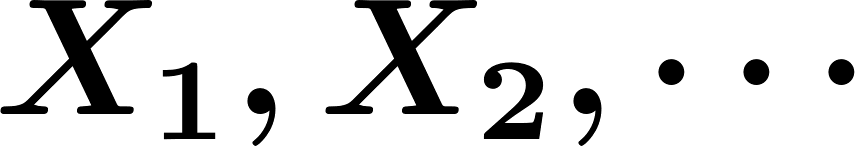 X₁, X₂, ···